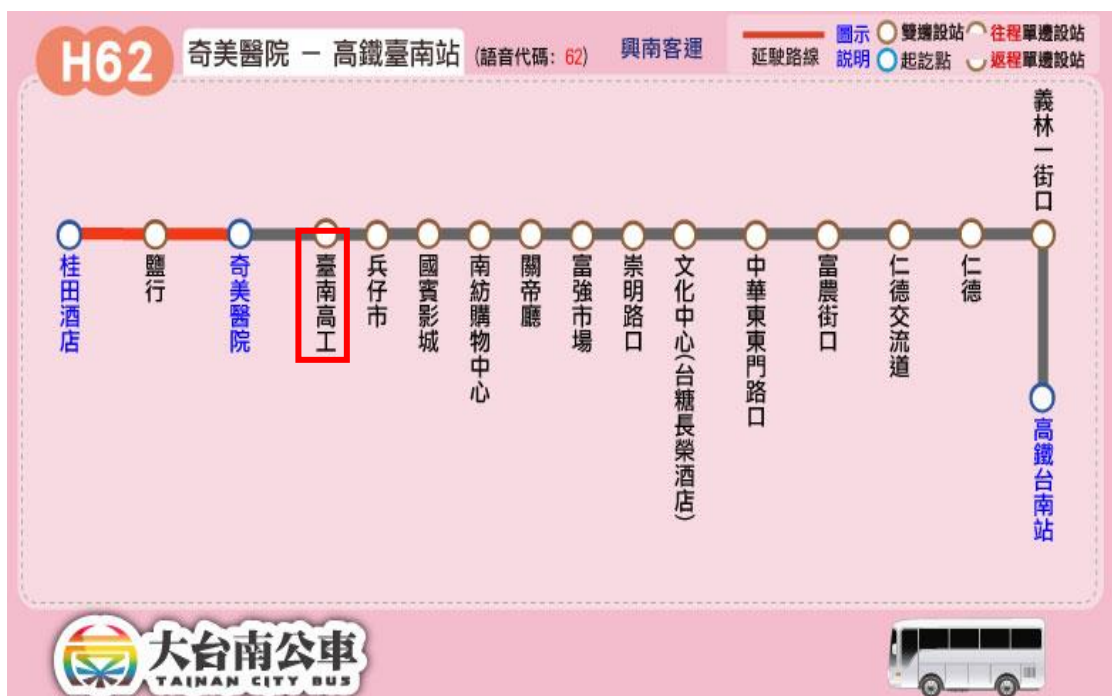 H62
奇美醫院 － 高鐵臺南站 (語音代碼: 62)
興南客運
延駛路線
圖示說明
雙邊設站
往程單邊設站
起訖點
返程單邊設站
桂田酒店
鹽行
奇美醫院
臺南高工
兵仔市
國賓影城
南紡購物中心
關帝廳
富強市場
崇明路口
文化中心(台糖長榮酒店)
中華東東門路口
富農街口
仁德交流道
仁德
義林一街口
高鐵台南站
大台南公車
TAINAN CITY BUS